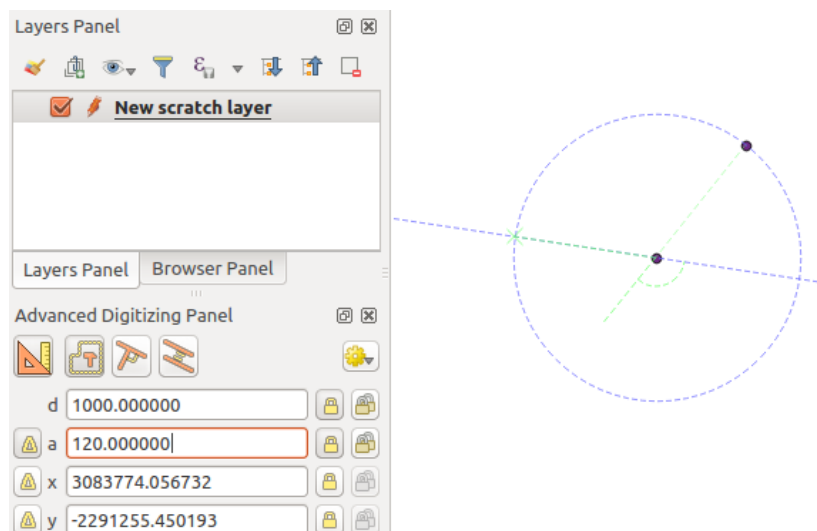 Layers Panel
New scratch layer
Layers Panel Browser Panel
Advanced Digitizing Panel
d 1000.000000
a 120.000000
x 3083774.056732
y -2291255.450193